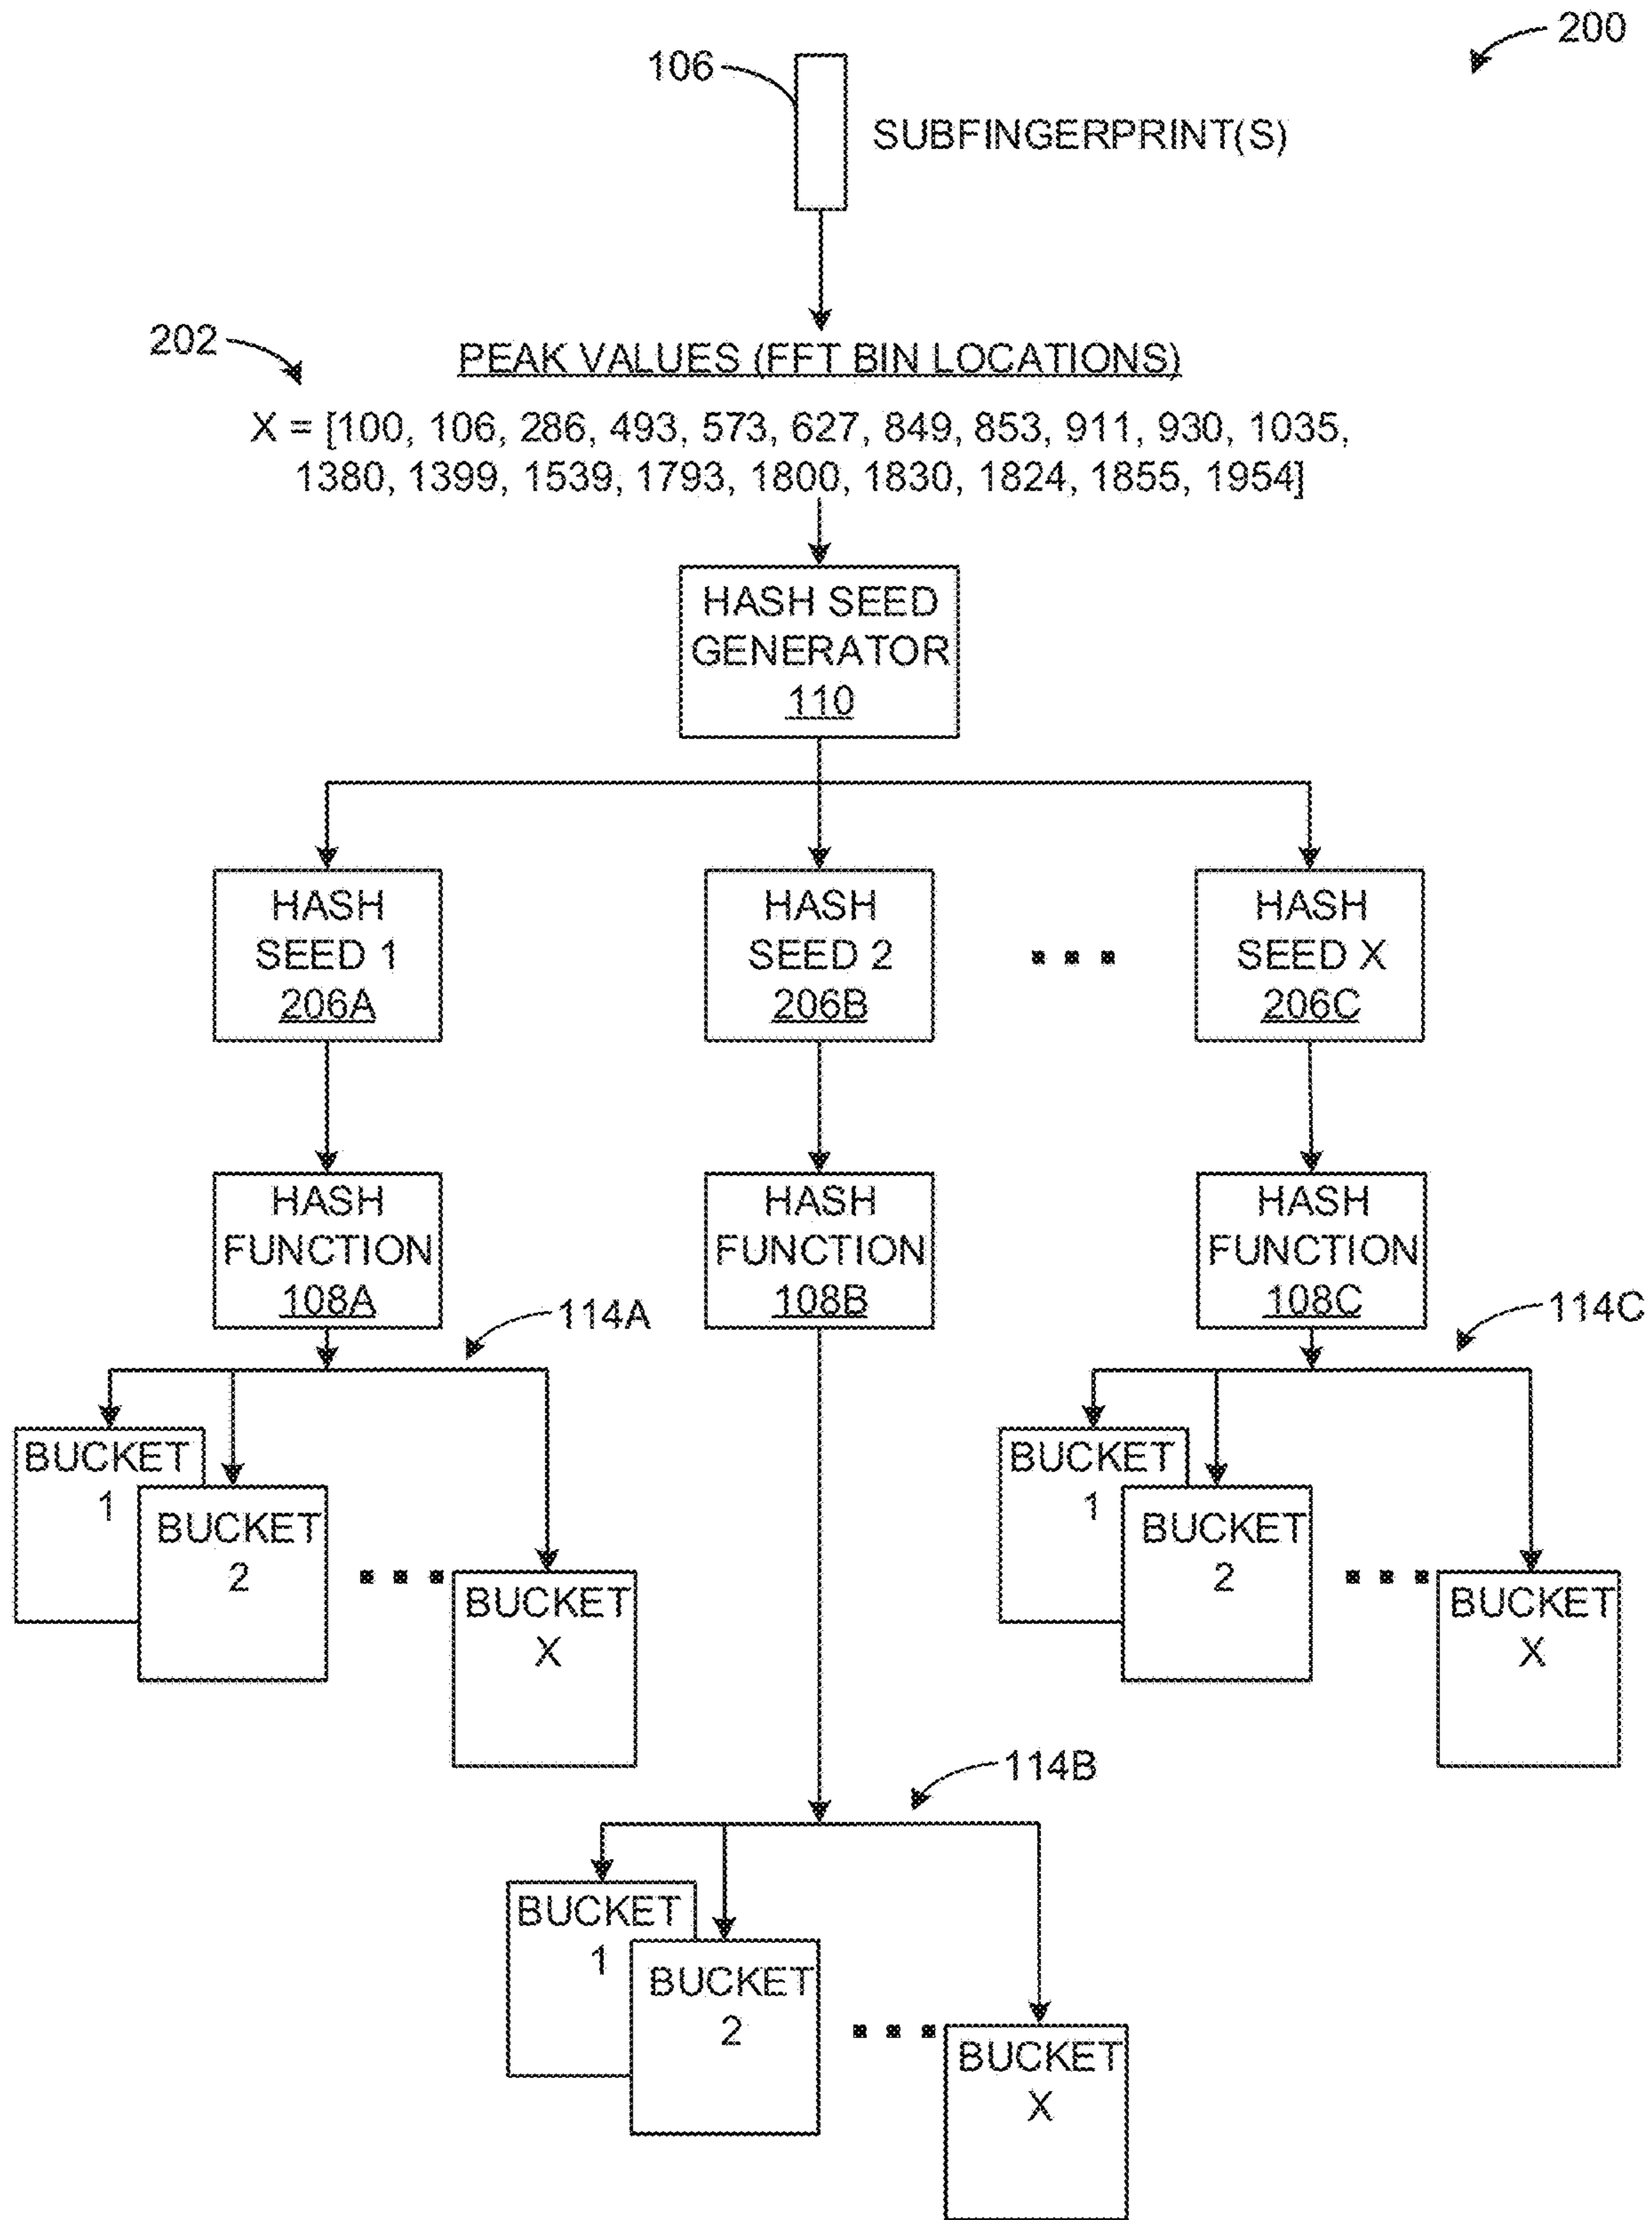 200
106
SUBFINGERPRINT(S)
202
PEAK VALUES (FFT BIN LOCATIONS)
X = [100, 106, 286, 493, 573, 627, 849, 853, 911, 930, 1035,
1380, 1399, 1539, 1793, 1800, 1830, 1824, 1855, 1954]
HASH SEED
GENERATOR
110
HASH
SEED 1
206A
HASH
SEED 2
206B
HASH
SEED X
206C
HASH
FUNCTION
108A
HASH
FUNCTION
108B
HASH
FUNCTION
108C
114A
114C
BUCKET
1
BUCKET
2
BUCKET
X
BUCKET
1
BUCKET
2
BUCKET
X
114B
BUCKET
1
BUCKET
2
BUCKET
X